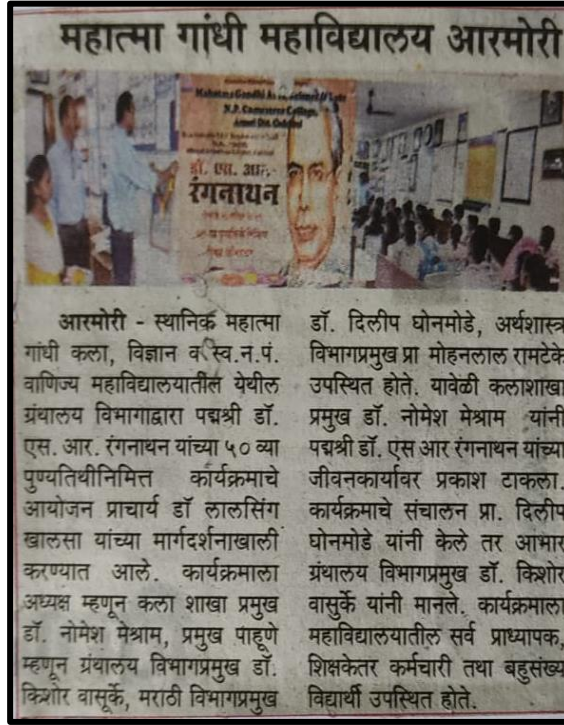 महात्मा गांधी महाविद्यालय आरमोरी
Mahatma Gandhi
N.P. Commerce College,
डॉ. एस. आर.
रंगनाथन
आरमोरी - स्थानिक महात्मा
गांधी कला, विज्ञान व स्व.न.पं.
वाणिज्य महाविद्यालयातील येथील
ग्रंथालय विभागाद्वारा पद्मश्री डॉ.
एस. आर. रंगनाथन यांच्या ५० व्या
पुण्यतिथीनिमित्त कार्यक्रमाचे
आयोजन प्राचार्य डॉ लालसिंग
खालसा यांच्या मार्गदर्शनाखाली
करण्यात आले. कार्यक्रमाला
अध्यक्ष म्हणून कला शाखा प्रमुख
डॉ. नोमेश मेश्राम, प्रमुख पाहूणे
म्हणून ग्रंथालय विभागप्रमुख डॉ.
किशोर वासूर्के, मराठी विभागप्रमुख
डॉ. दिलीप घोनमोडे, अर्थशास्त्र
विभागप्रमुख प्रा मोहनलाल रामटेके
उपस्थित होते. यावेळी कलाशाखा
प्रमुख डॉ. नोमेश मेश्राम यांनी
पद्मश्री डॉ. एस आर रंगनाथन यांच्या
जीवनकार्यावर प्रकाश टाकला.
कार्यक्रमाचे संचालन प्रा. दिलीप
घोनमोडे यांनी केले तर आभार
ग्रंथालय विभागप्रमुख डॉ. किशोर
वासुर्के यांनी मानले. कार्यक्रमाला
महाविद्यालयातील सर्व प्राध्यापक,
शिक्षकेतर कर्मचारी तथा बहुसंख्य
विद्यार्थी उपस्थित होते.